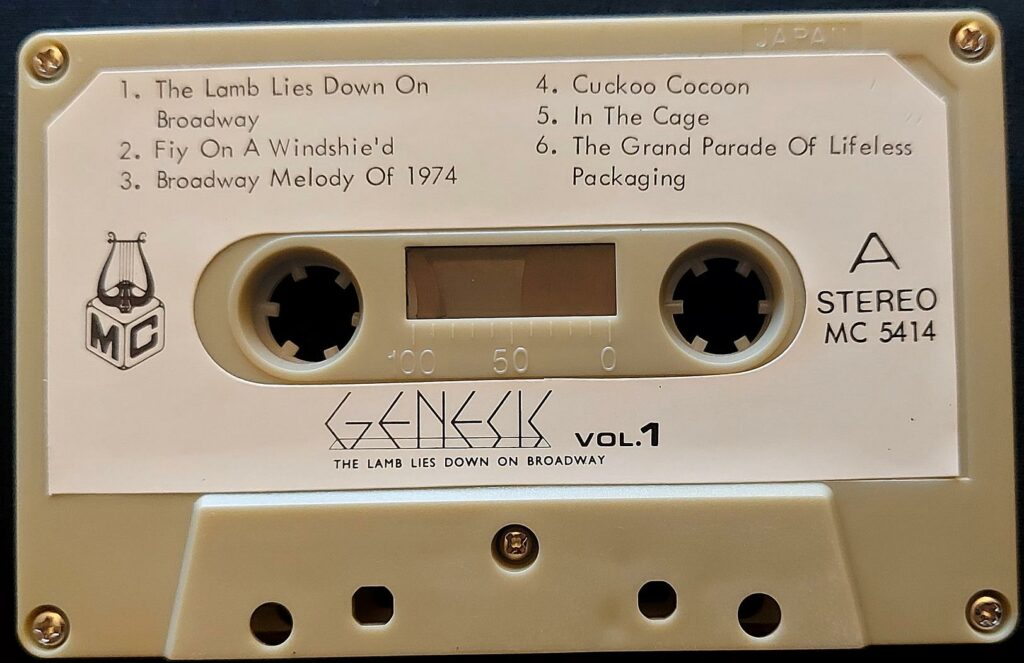 JAPAN
1. The Lamb Lies Down On
Broadway
2. Fiy On A Windshie'd
3. Broadway Melody Of 1974
4. Cuckoo Cocoon
5. In The Cage
6. The Grand Parade Of Lifeless
Packaging
MC
A
STEREO
MC 5414
100 50 0
GENESIS VOL.1
THE LAMB LIES DOWN ON BROADWAY